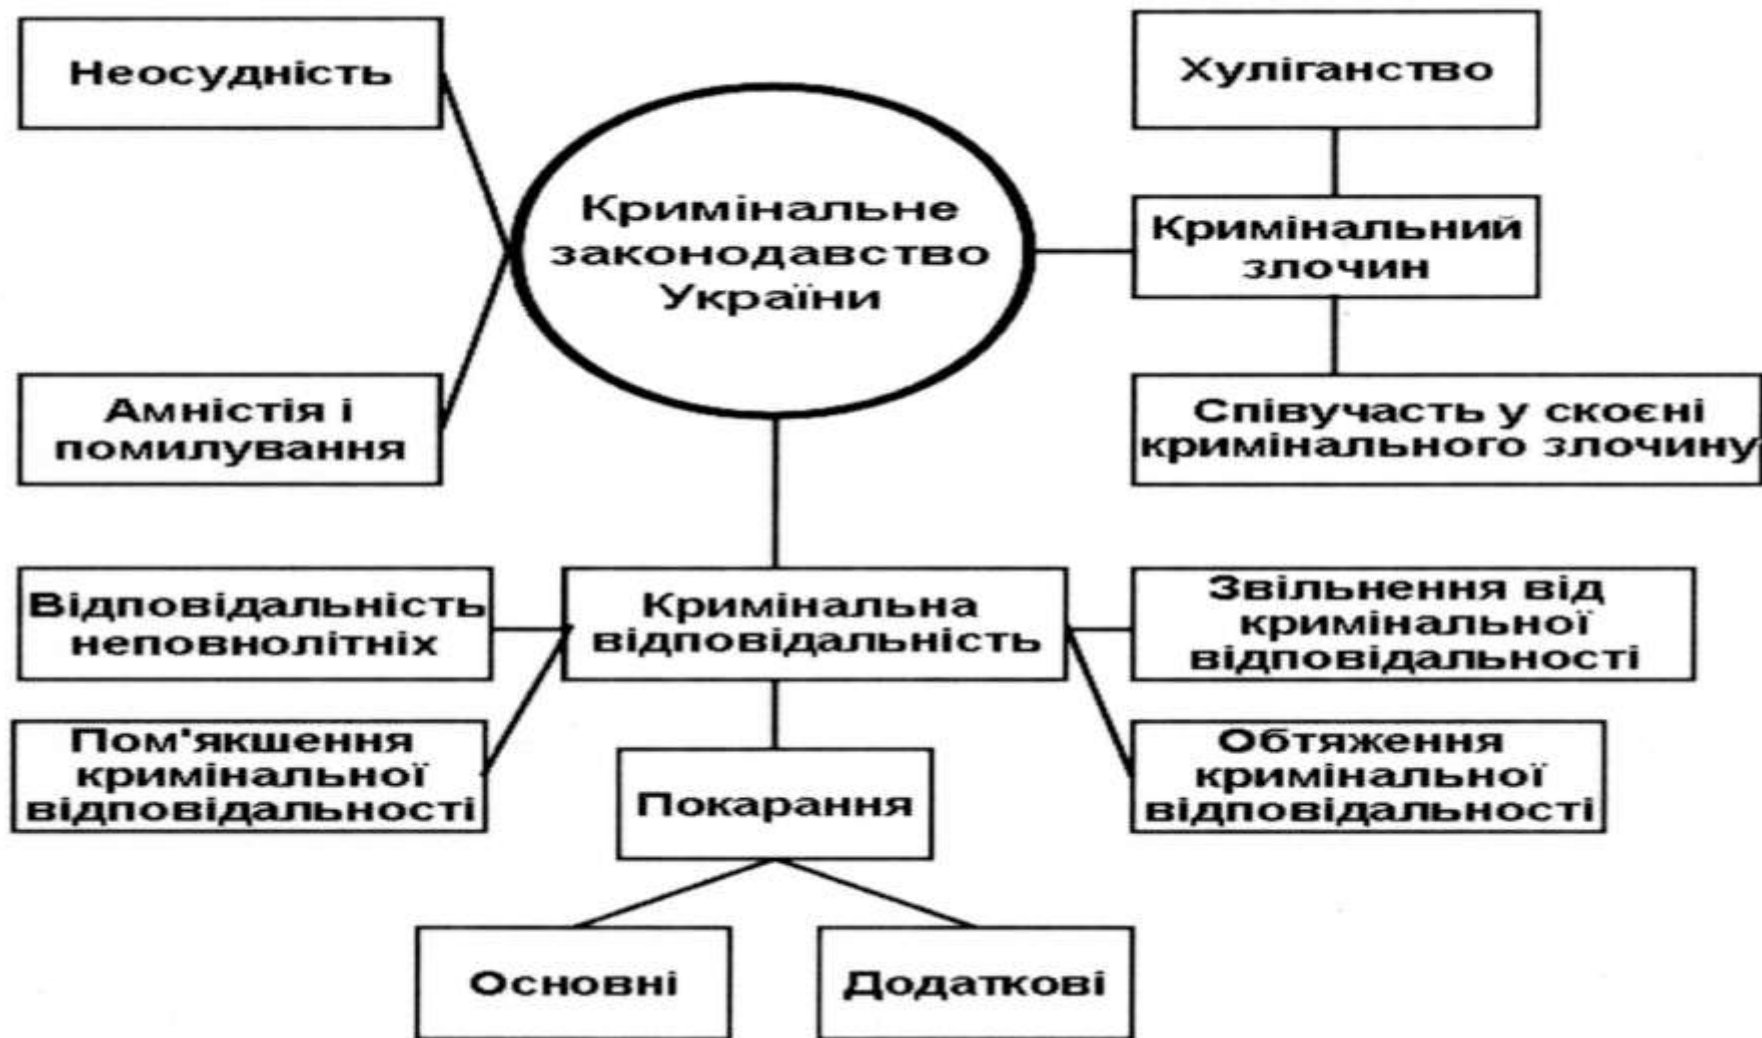 Неосудність
Хуліганство
Кримінальне
законодавство
України
Кримінальний
злочин
Амністія і
помилування
Співучасть у скоєні
кримінального злочину
Відповідальність
неповнолітніх
Кримінальна
відповідальність
Звільнення від
кримінальної
відповідальності
Пом'якшення
кримінальної
відповідальності
Покарання
Обтяження
кримінальної
відповідальності
Основні
Додаткові